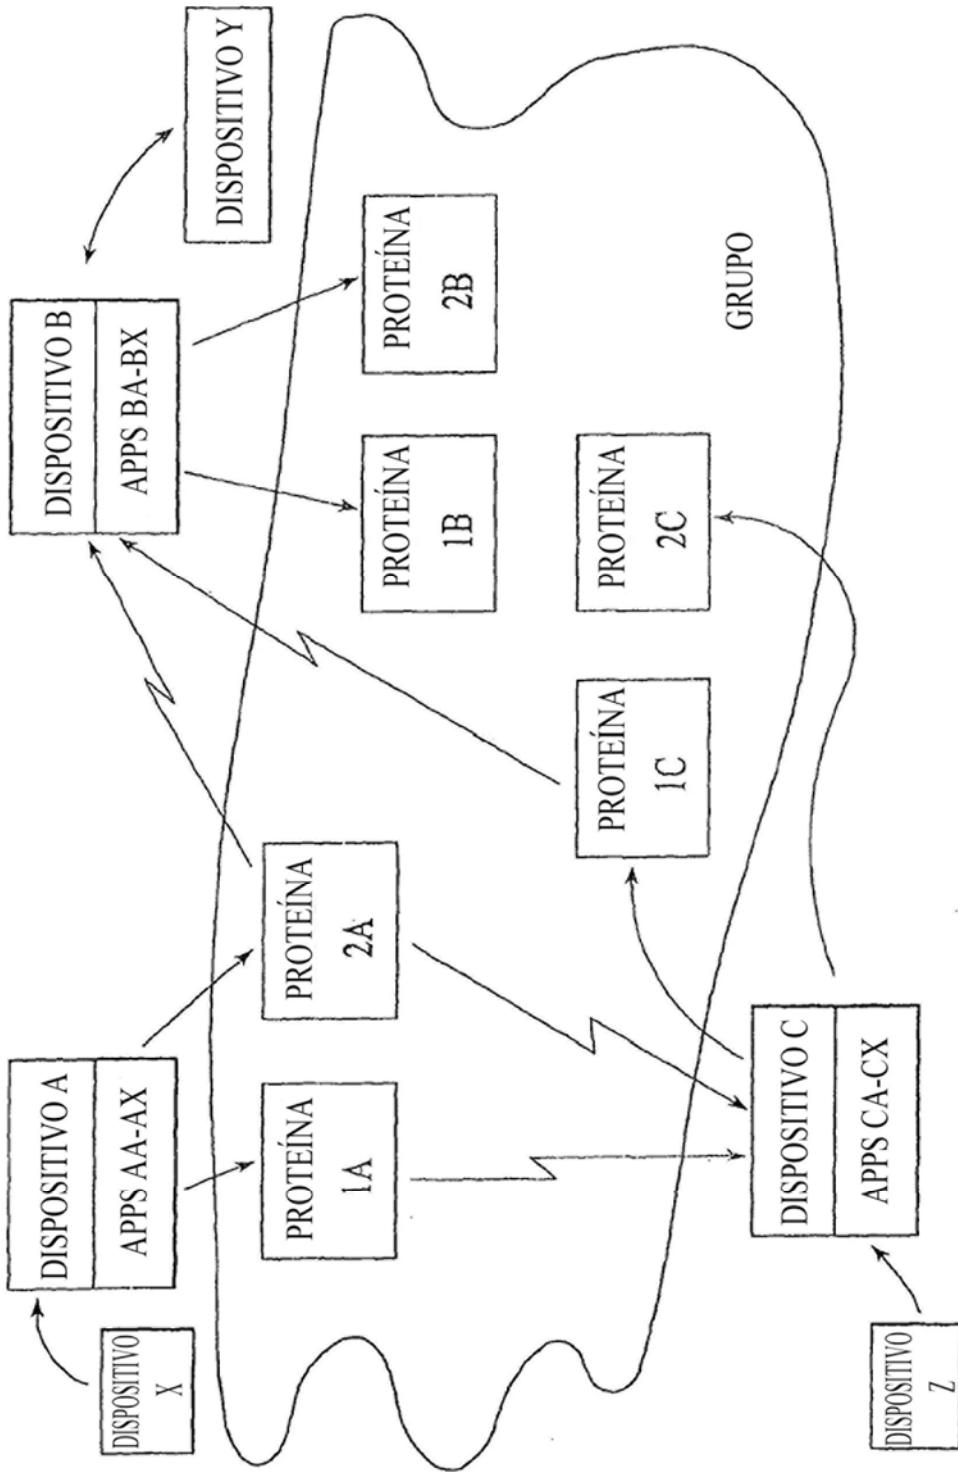 DISPOSITIVO A
APPS AA-AX
DISPOSITIVO B
APPS BA-BX
DISPOSITIVO
X
DISPOSITIVO Y
PROTEÍNA
1A
PROTEÍNA
2A
PROTEÍNA
1B
PROTEÍNA
2B
PROTEÍNA
1C
PROTEÍNA
2C
GRUPO
DISPOSITIVO C
APPS CA-CX
DISPOSITIVO
Z